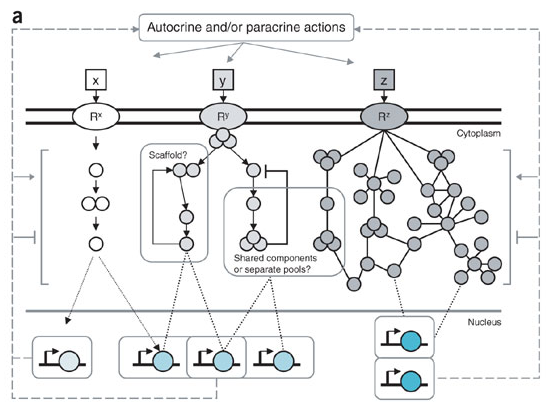 a
Autocrine and/or paracrine actions
x
y
z
Rx
Ry
Rz
Cytoplasm
Scaffold?
Shared components
or separate pools?
Nucleus